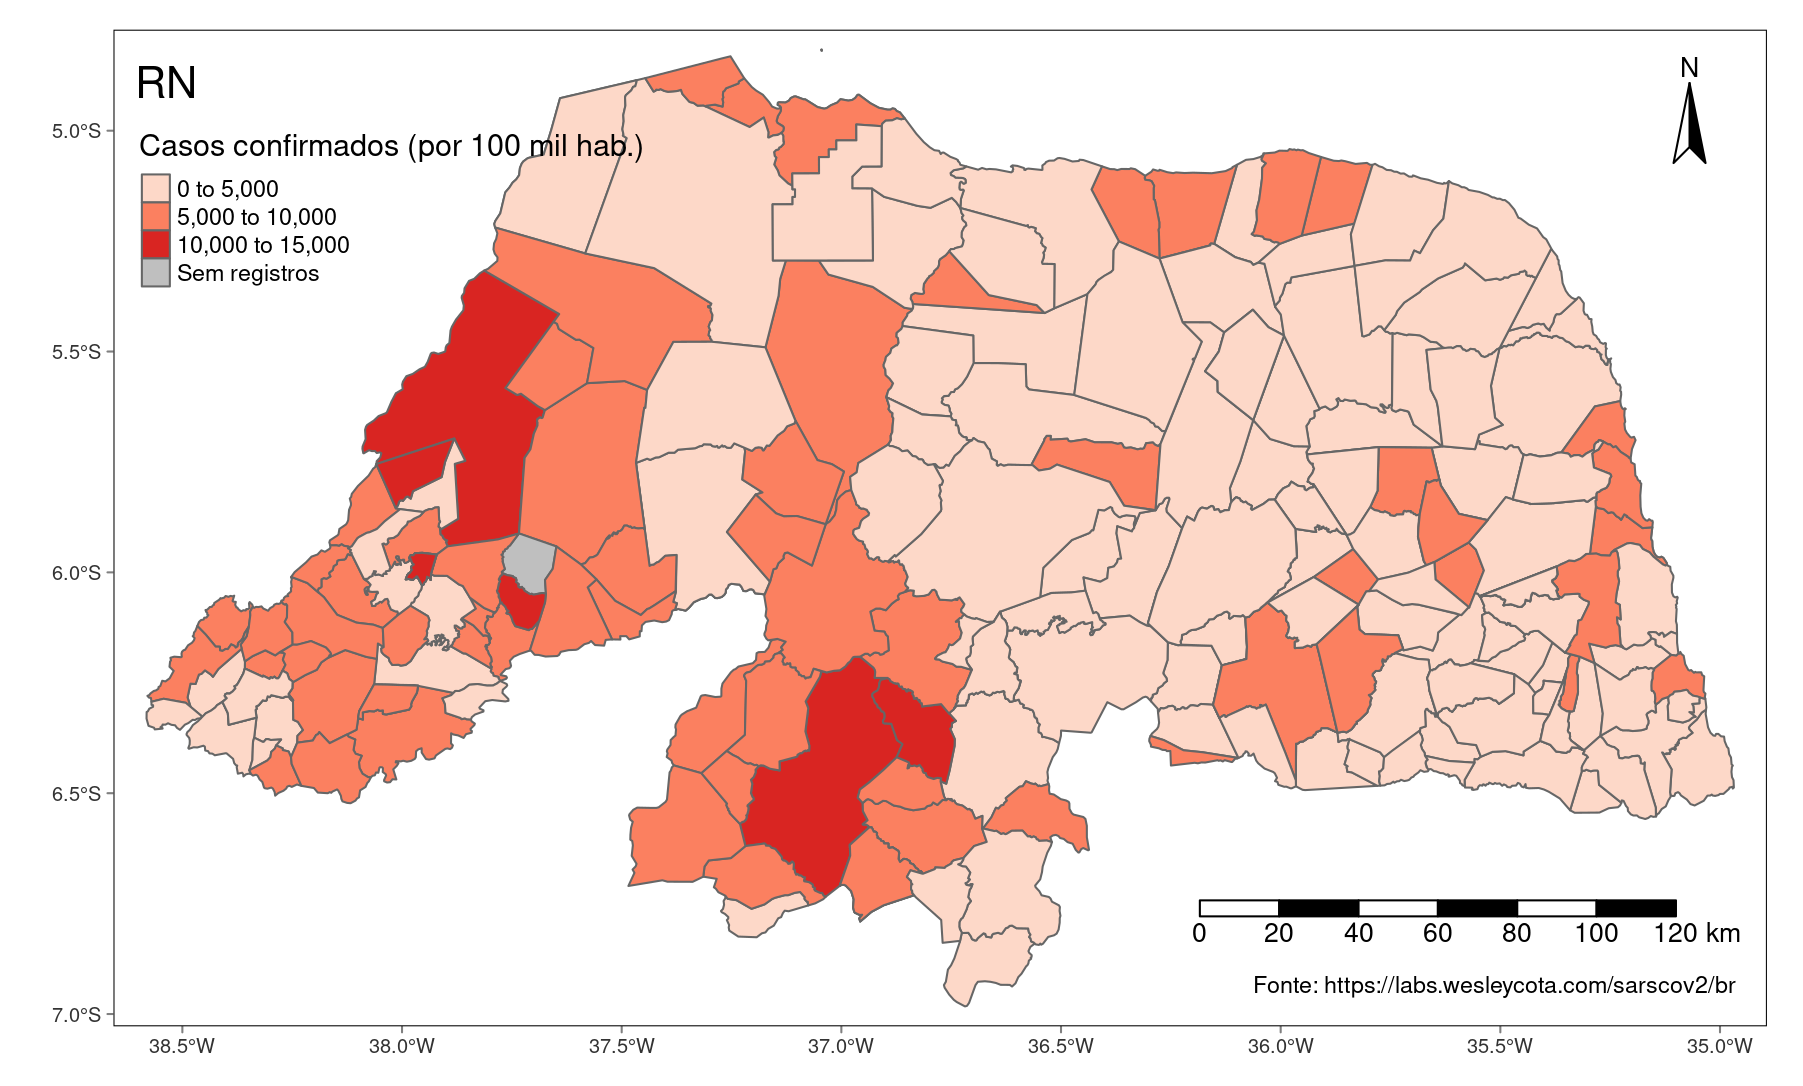 RN
N
Casos confirmados (por 100 mil hab.)
0 to 5,000
5,000 to 10,000
10,000 to 15,000
Sem registros
5.0°S
5.5°S
6.0°S
6.5°S
7.0°S
0 20 40 60 80 100 120 km
Fonte: https://labs.wesleycota.com/sarscov2/br
38.5°W 38.0°W 37.5°W 37.0°W 36.5°W 36.0°W 35.5°W 35.0°W